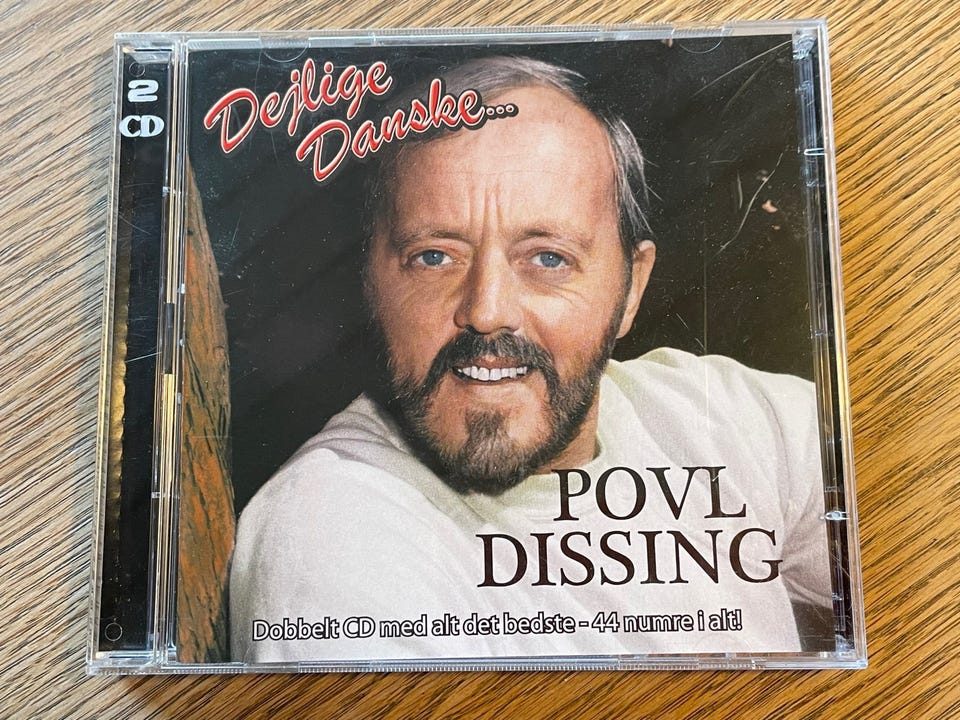 2
CD
Dejlige
Danske...
POVL
DISSING
Dobbelt CD med alt det bedste - 44 numre i alt!